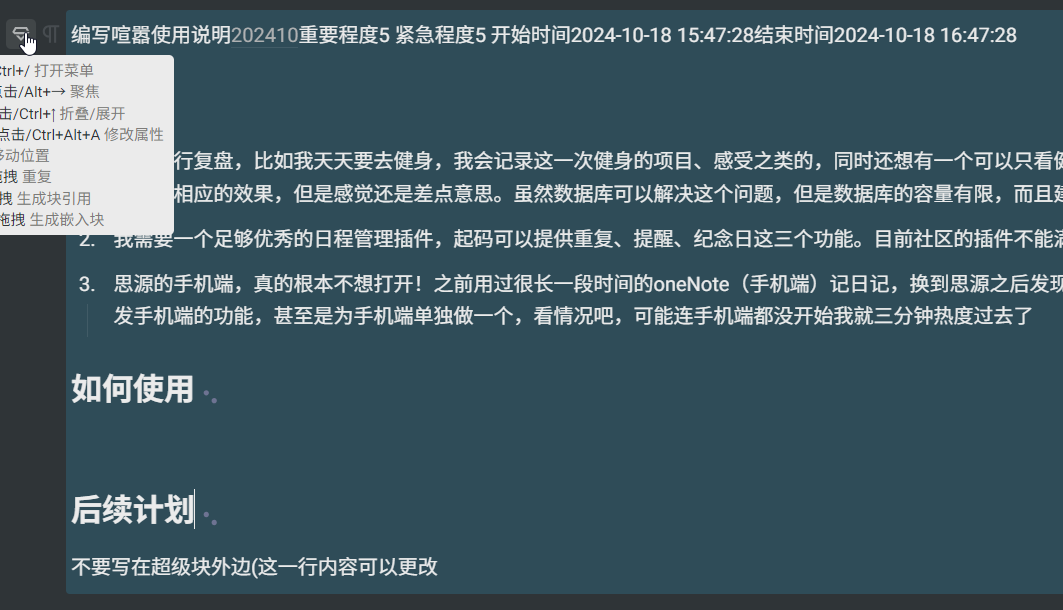 编写喧嚣使用说明202410重要程度5 紧急程度5 开始时间2024-10-18 15:47:28结束时间2024-10-18 16:47:28
Ctrl+/ 打开菜单
点击/Alt+→ 聚焦
击/Ctrl+↑ 折叠/展开
点击/Ctrl+Alt+A 修改属性
移动位置
拖拽 重复
拽 生成块引用
拖拽 生成嵌入块
行复盘，比如我天天要去健身，我会记录这一次健身的项目、感受之类的，同时还想有一个可以只看
相应的效果，但是感觉还是差点意思。虽然数据库可以解决这个问题，但是数据库的容量有限，而且
2. 我需要一个足够优秀的日程管理插件，起码可以提供重复、提醒、纪念日这三个功能。目前社区的插件不能
3. 思源的手机端，真的根本不想打开！之前用过很长一段时间的oneNote（手机端）记日记，换到思源之后发现
发手机端的功能，甚至是为手机端单独做一个，看情况吧，可能连手机端都没开始我就三分钟热度过去了
如何使用
后续计划
不要写在超级块外边(这一行内容可以更改